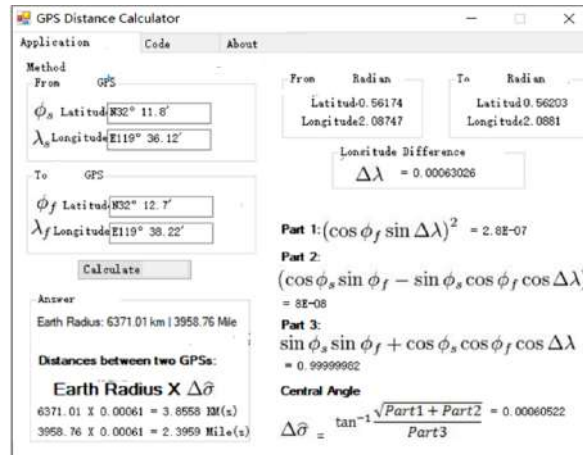 GPS Distance Calculator
Application Code About
Method
From GPS
ϕs Latitud N32° 11.8′
λs Longitude E119° 36.12′
To GPS
ϕf Latitud N32° 12.7′
λf Longitude E119° 38.22′
Calculate
Answer
Earth Radius: 6371.01 km | 3958.76 Mile
Distances between two GPSs:
Earth Radius X Δσ̂
6371.01 X 0.00061 = 3.8558 KM(s)
3958.76 X 0.00061 = 2.3959 Mile(s)
From Radian
Latitud 0.56174
Longitude 2.08747
To Radian
Latitud 0.56203
Longitude 2.0881
Longitude Difference
Δλ = 0.00063026
Part 1: (cos ϕf sin Δλ)² = 2.8E-07
Part 2:
(cos ϕs sin ϕf − sin ϕs cos ϕf cos Δλ)
= 8E-08
Part 3:
sin ϕs sin ϕf + cos ϕs cos ϕf cos Δλ
= 0.99999982
Central Angle
Δσ̂ = tan⁻¹ √(Part1 + Part2) / Part3 = 0.00060522